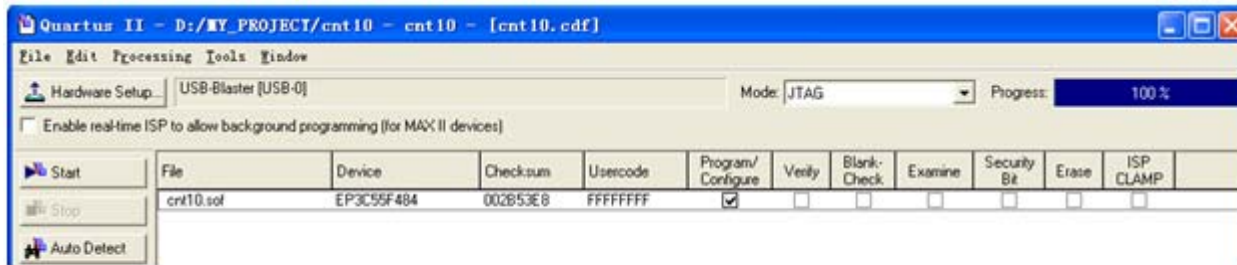 Quartus II - D:/MY_PROJECT/cnt10 - cnt10 - [cnt10.cdf]
File Edit Processing Tools Window
Hardware Setup... USB-Blaster [USB-0] Mode: JTAG Progress: 100 %
Enable real-time ISP to allow background programming (for MAX II devices)
Start File Device Checksum Usercode Program/Configure Verify Blank-Check Examine Security Bit Erase ISP CLAMP
Stop cnt10.sof EP3C55F484 002B53E8 FFFFFFFF
Auto Detect